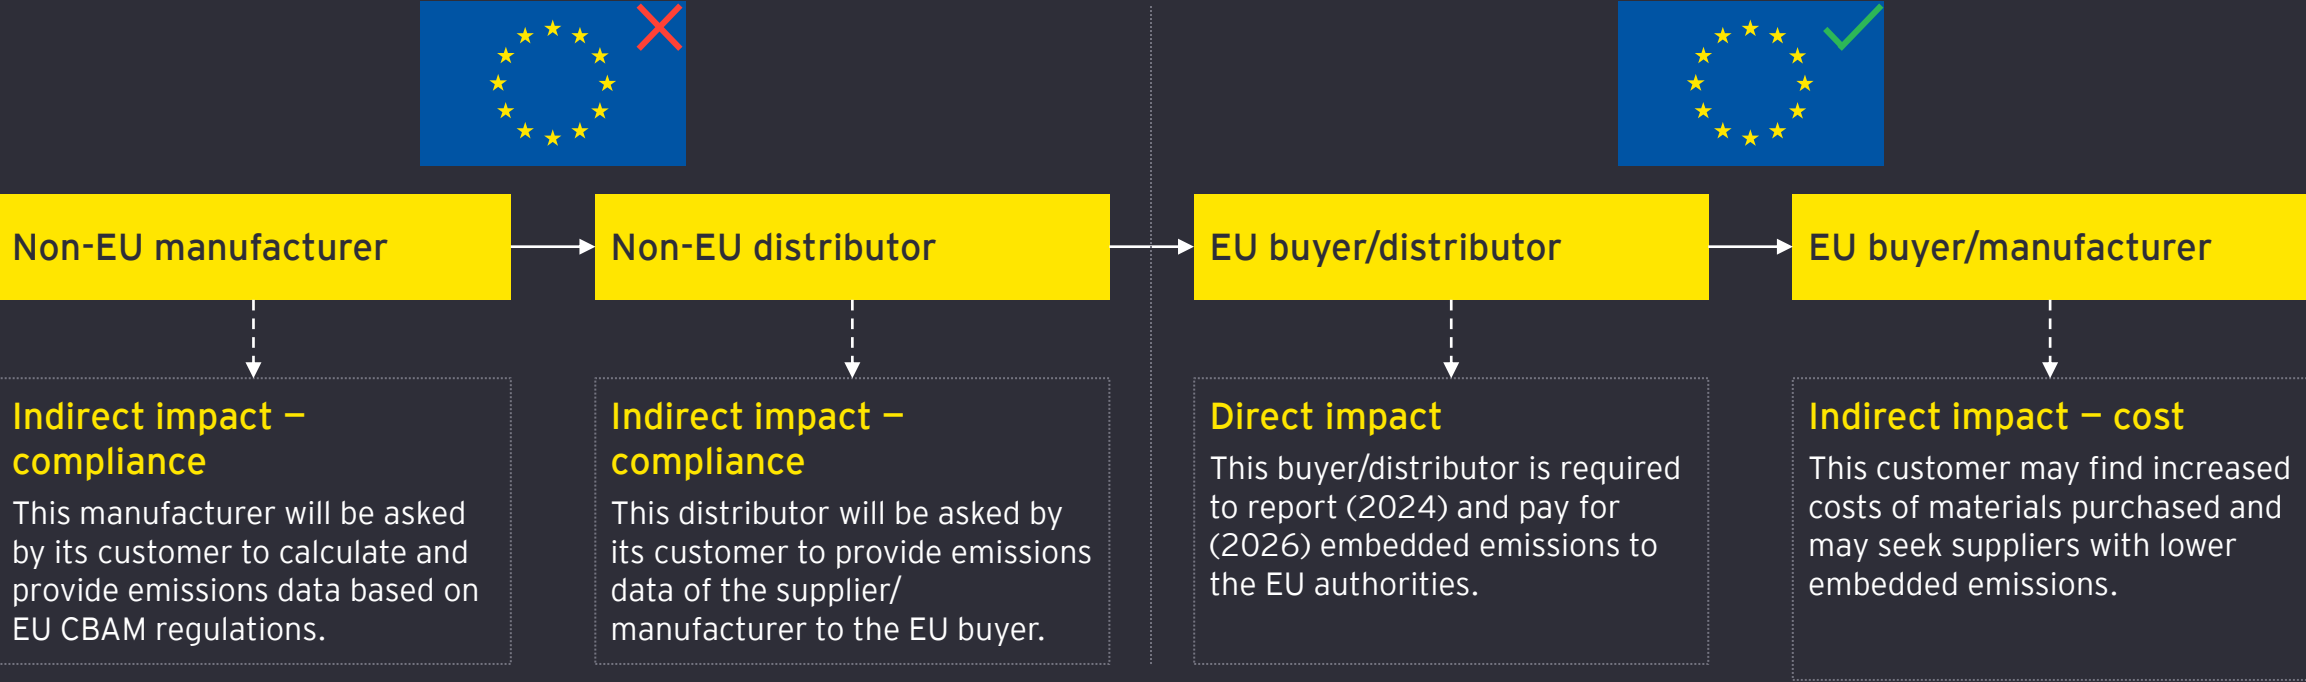 Non-EU manufacturer
Non-EU distributor
EU buyer/distributor
EU buyer/manufacturer
Indirect impact –
compliance
This manufacturer will be asked
by its customer to calculate and
provide emissions data based on
EU CBAM regulations.
Indirect impact –
compliance
This distributor will be asked by
its customer to provide emissions
data of the supplier/
manufacturer to the EU buyer.
Direct impact
This buyer/distributor is required
to report (2024) and pay for
(2026) embedded emissions to
the EU authorities.
Indirect impact – cost
This customer may find increased
costs of materials purchased and
may seek suppliers with lower
embedded emissions.